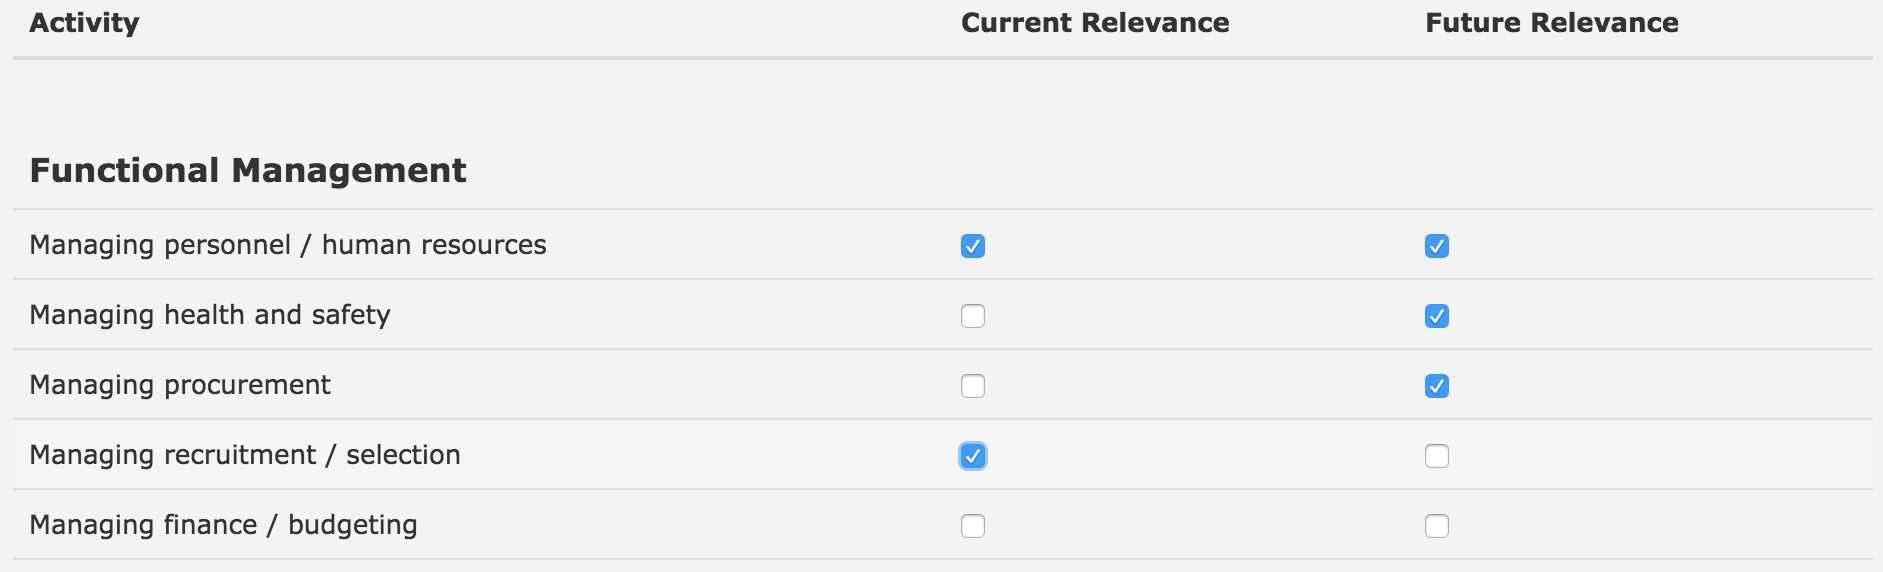 Activity Current Relevance Future Relevance
Functional Management
Managing personnel / human resources
Managing health and safety
Managing procurement
Managing recruitment / selection
Managing finance / budgeting